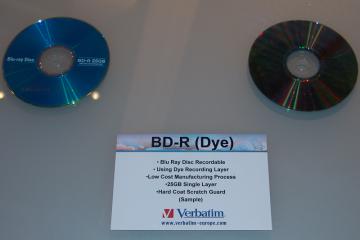 Blu-ray Disc
BD-R 25GB
BD-R (Dye)
• Blu Ray Disc Recordable
• Using Dye Recording Layer
•Low Cost Manufacturing Process
•25GB Single Layer
•Hard Coat Scratch Guard
(Sample)
Verbatim
www.verbatim-europe.com